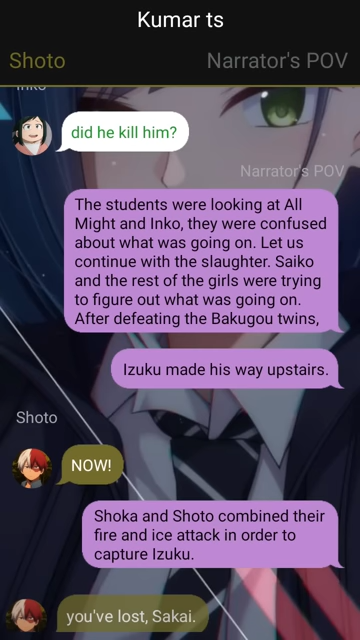 Kumar ts
Shoto
Narrator's POV
Inko
did he kill him?
Narrator's POV
The students were looking at All
Might and Inko, they were confused
about what was going on. Let us
continue with the slaughter. Saiko
and the rest of the girls were trying
to figure out what was going on.
After defeating the Bakugou twins,
Izuku made his way upstairs.
Shoto
NOW!
Shoka and Shoto combined their
fire and ice attack in order to
capture Izuku.
you've lost, Sakai.